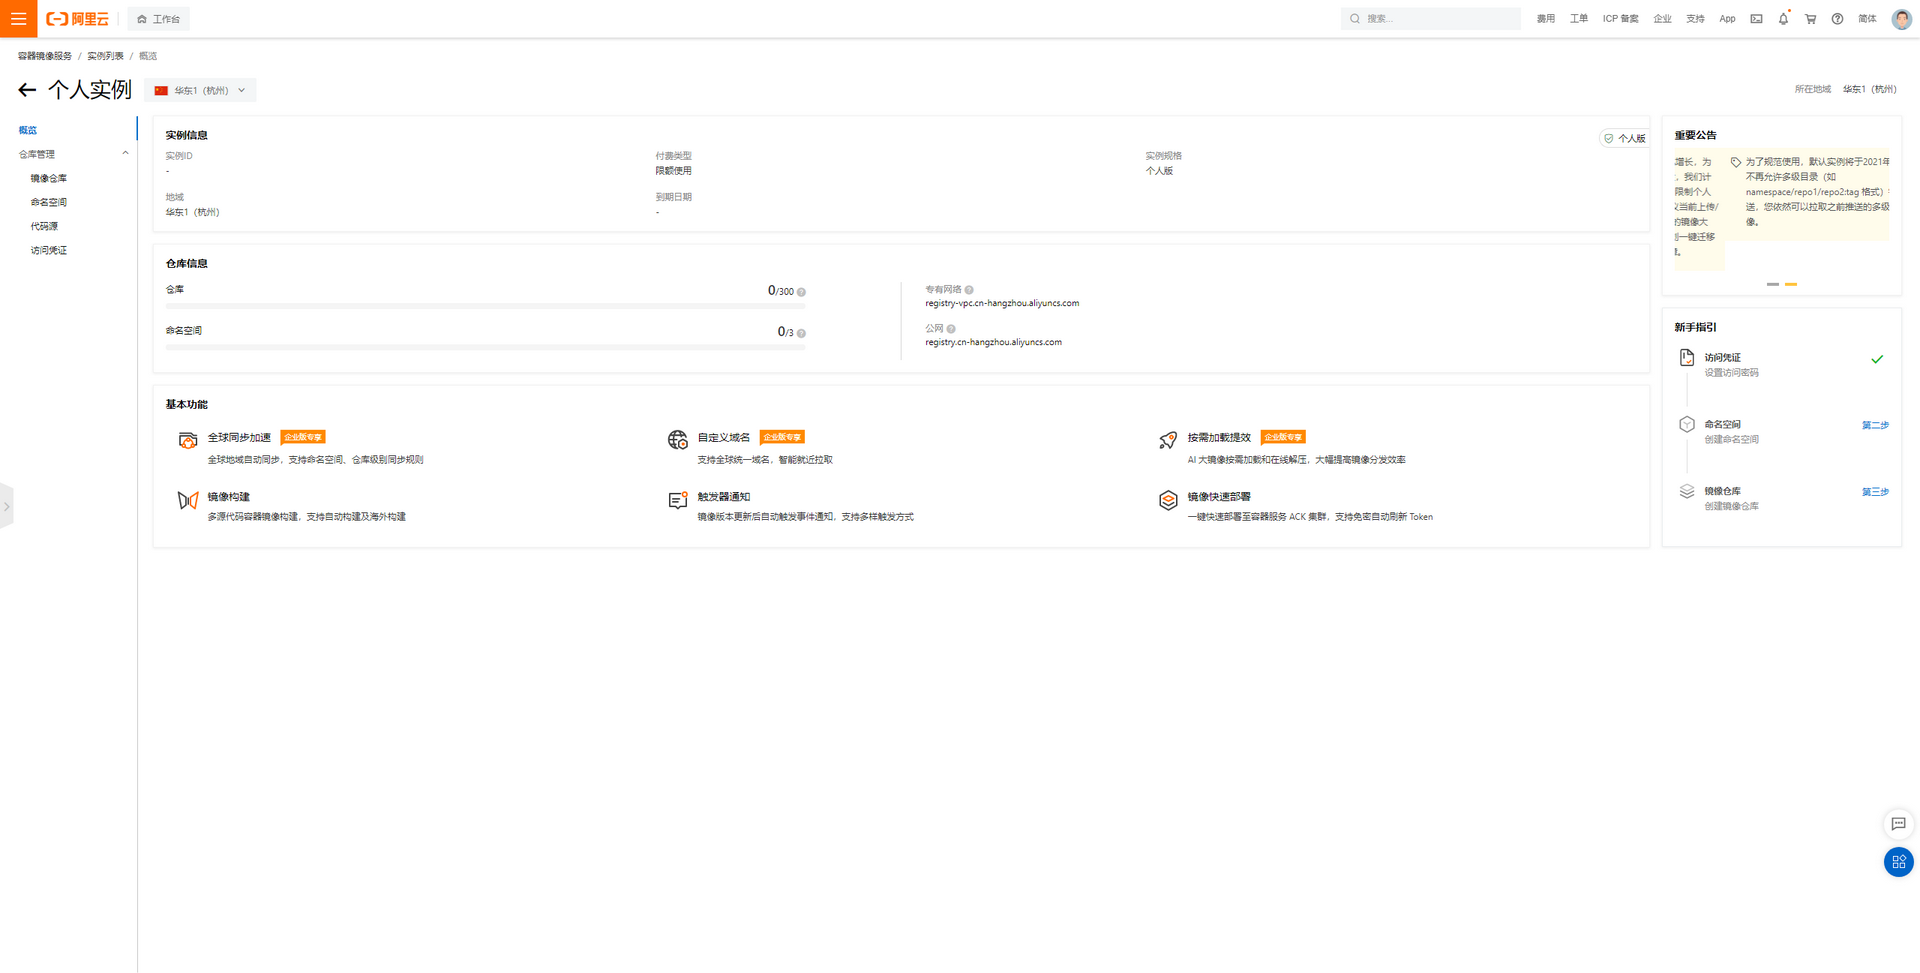 阿里云
工作台
搜索...
费用 工单 ICP 备案 企业 支持 App 简体
容器镜像服务 / 实例列表 / 概览
个人实例
华东1（杭州）
所在地域 华东1（杭州）
概览
仓库管理
镜像仓库
命名空间
代码源
访问凭证
实例信息
个人版
实例ID
-
付费类型
限额使用
实例规格
个人版
地域
华东1（杭州）
到期日期
-
仓库信息
仓库
0/300
命名空间
0/3
专有网络
registry-vpc.cn-hangzhou.aliyuncs.com
公网
registry.cn-hangzhou.aliyuncs.com
基本功能
全球同步加速 企业版专享
全球地域自动同步，支持命名空间、仓库级别同步规则
自定义域名 企业版专享
支持全球统一域名，智能就近拉取
按需加载提效 企业版专享
AI 大镜像按需加载和在线解压，大幅提高镜像分发效率
镜像构建
多源代码容器镜像构建，支持自动构建及海外构建
触发器通知
镜像版本更新后自动触发事件通知，支持多样触发方式
镜像快速部署
一键快速部署至容器服务 ACK 集群，支持免密自动刷新 Token
重要公告
增长，为
，我们计
限制个人
义当前上传/
的镜像大
一键迁移
为了规范使用，默认实例将于2021年
不再允许多级目录（如
namespace/repo1/repo2:tag 格式）
送，您依然可以拉取之前推送的多级
像。
新手指引
访问凭证
设置访问密码
命名空间
创建命名空间
第二步
镜像仓库
创建镜像仓库
第三步